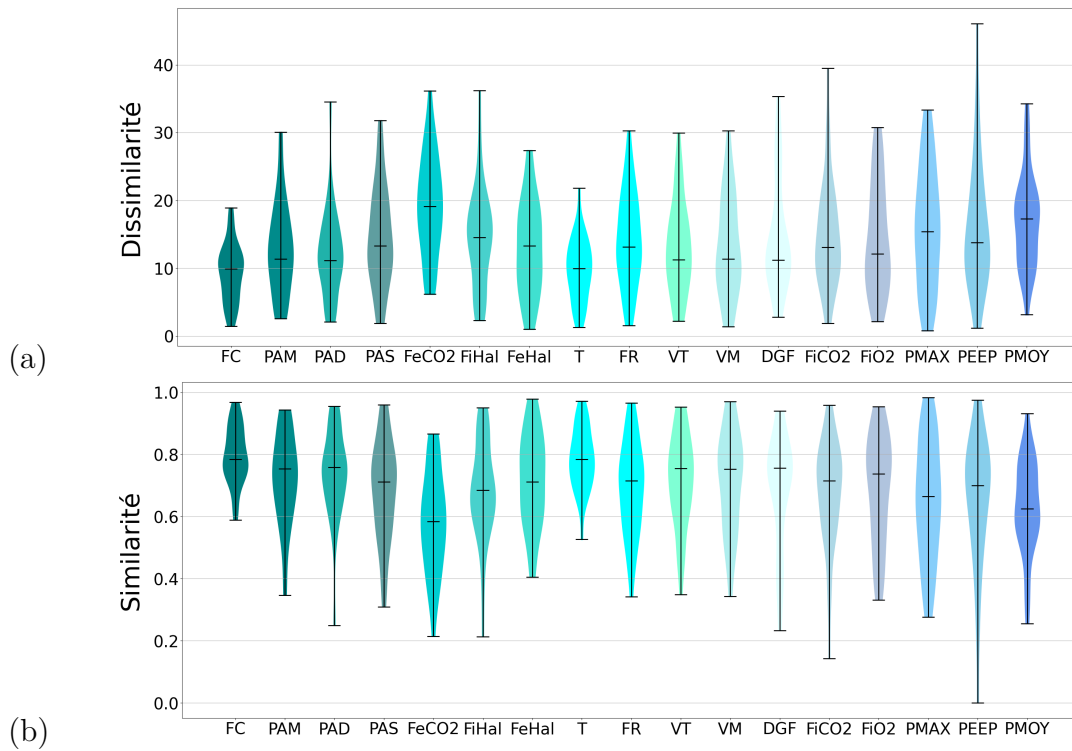 Dissimilarité
40
30
20
10
0
FC PAM PAD PAS FeCO2 FiHal FeHal T FR VT VM DGF FiCO2 FiO2 PMAX PEEP PMOY
(a)
Similarité
1.0
0.8
0.6
0.4
0.2
0.0
FC PAM PAD PAS FeCO2 FiHal FeHal T FR VT VM DGF FiCO2 FiO2 PMAX PEEP PMOY
(b)